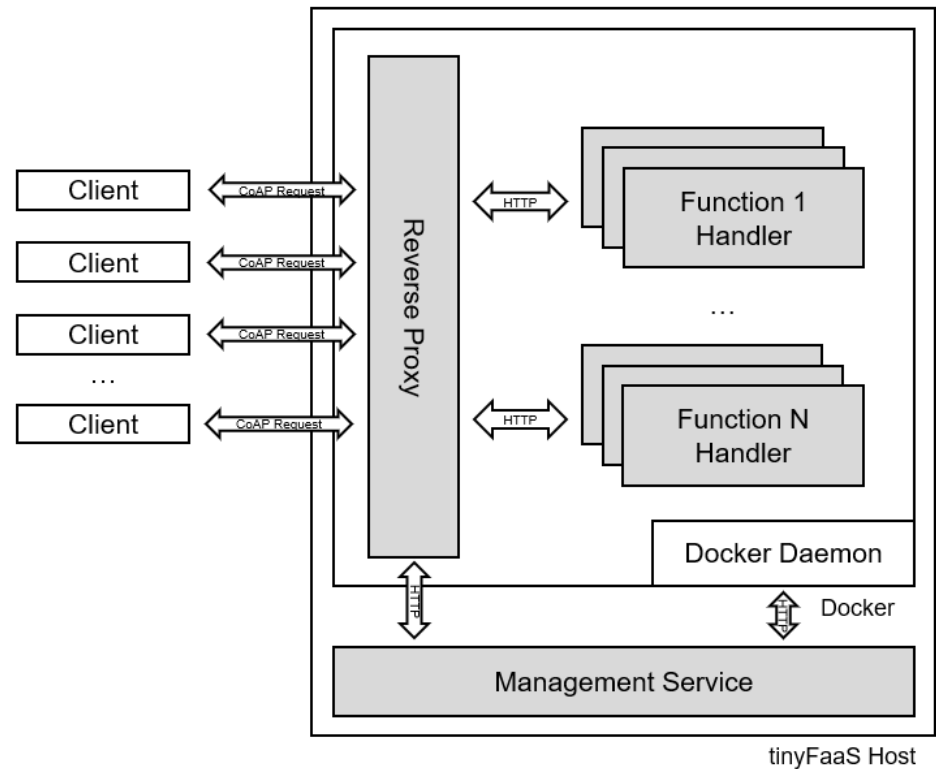 Client
CoAP Request
Client
CoAP Request
Client
CoAP Request
...
Client
CoAP Request
Reverse Proxy
HTTP
Function 1
Handler
...
HTTP
Function N
Handler
Docker Daemon
HTTP
HTTP
Docker
Management Service
tinyFaaS Host